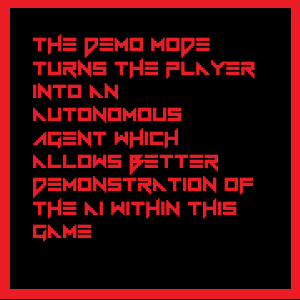 THE DEMO MODE
TURNS THE PLAYER
INTO AN
AUTONOMOUS
AGENT WHICH
ALLOWS BETTER
DEMONSTRATION OF
THE AI WITHIN THIS
GAME